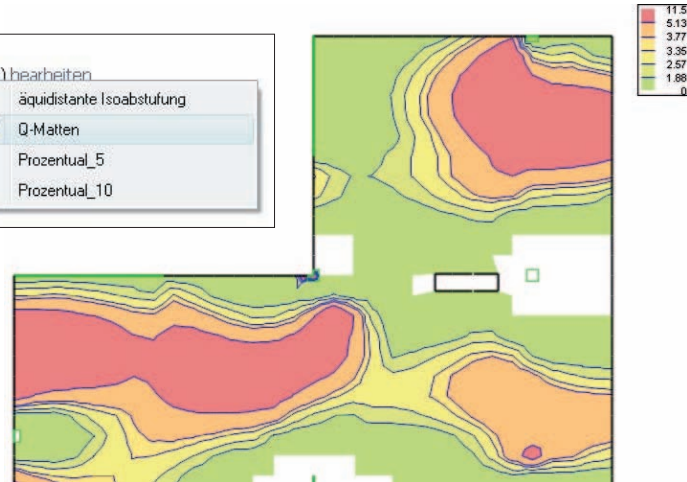 ) bearbeiten
äquidistante Isoabstufung
Q-Matten
Prozentual_5
Prozentual_10
11.5
5.13
3.77
3.35
2.57
1.88
0